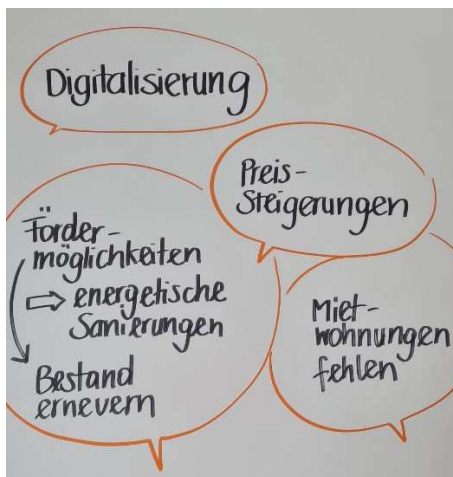 Digitalisierung
Preis-
Steigerungen
Förder-
möglichkeiten
energetische
Sanierungen
Bestand
erneuern
Miet-
wohnungen
fehlen